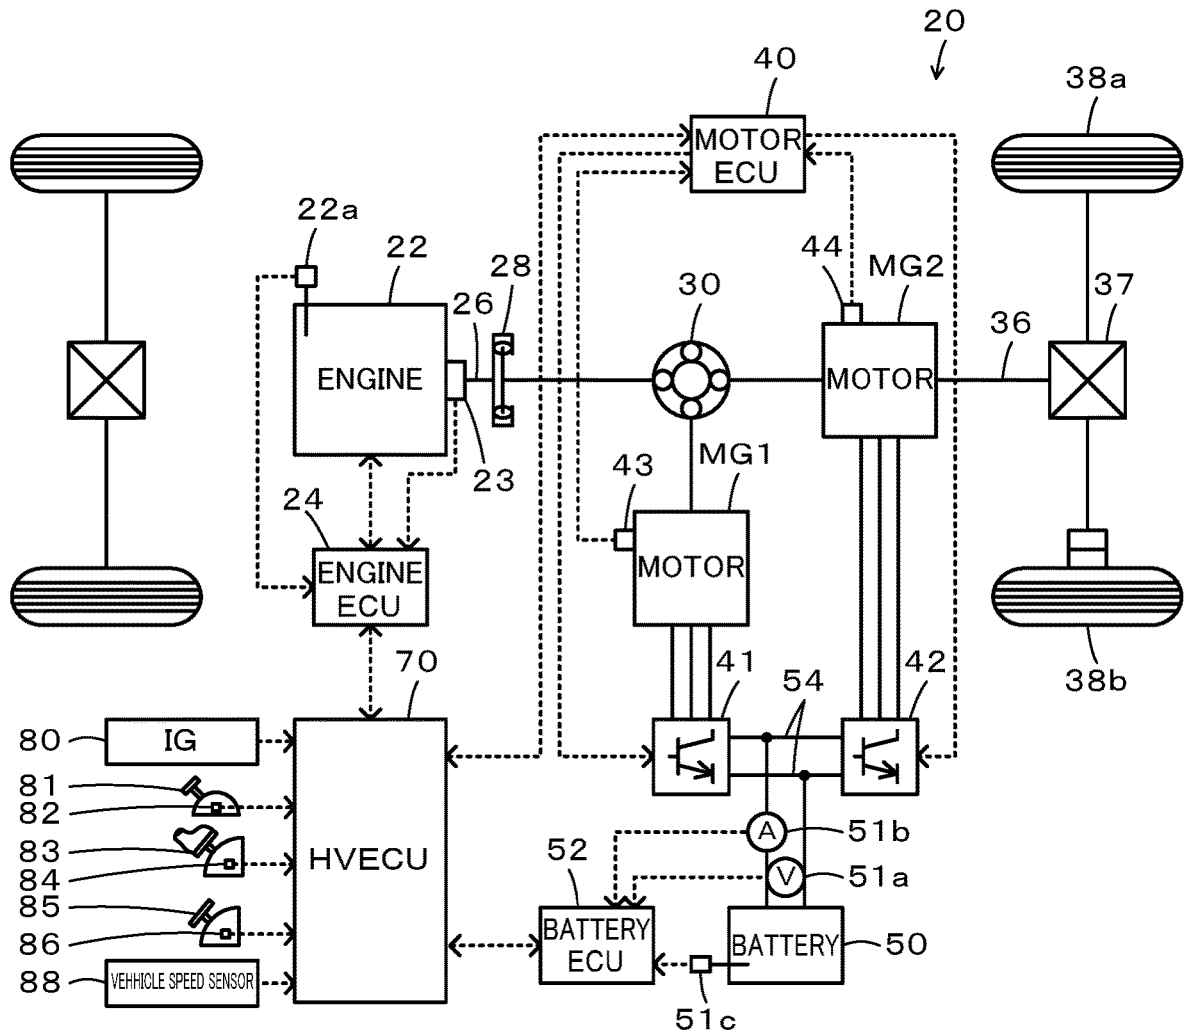 20
40
38a
MOTOR
ECU
22a
22
28
44
MG2
30
37
26
36
ENGINE
MOTOR
MG1
43
23
24
MOTOR
ENGINE
ECU
70
41
54
42
38b
80
IG
81
82
83
84
HVECU
A
51b
52
V
51a
85
86
BATTERY
ECU
BATTERY
50
88
VEHHICLE SPEED SENSOR
51c